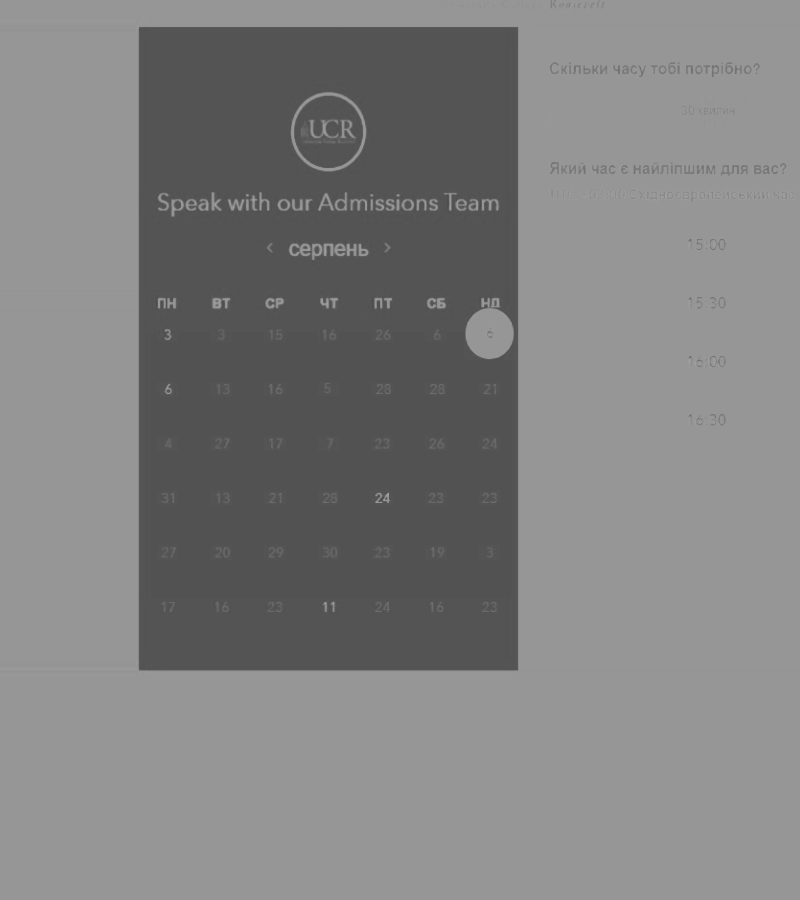 Roosevelt
UCR
Speak with our Admissions Team
‹ серпень ›
ПН ВТ СР ЧТ ПТ СБ НД
3 3 15 16 26 6 6
6 13 16 5 28 28 21
4 27 17 7 23 26 24
31 13 21 28 24 23 23
27 20 29 30 23 19 3
17 16 23 11 24 16 23
Скільки часу тобі потрібно?
30 хвилин
Який час є найліпшим для вас?
Східноєвропейський час
15:00
15:30
16:00
16:30